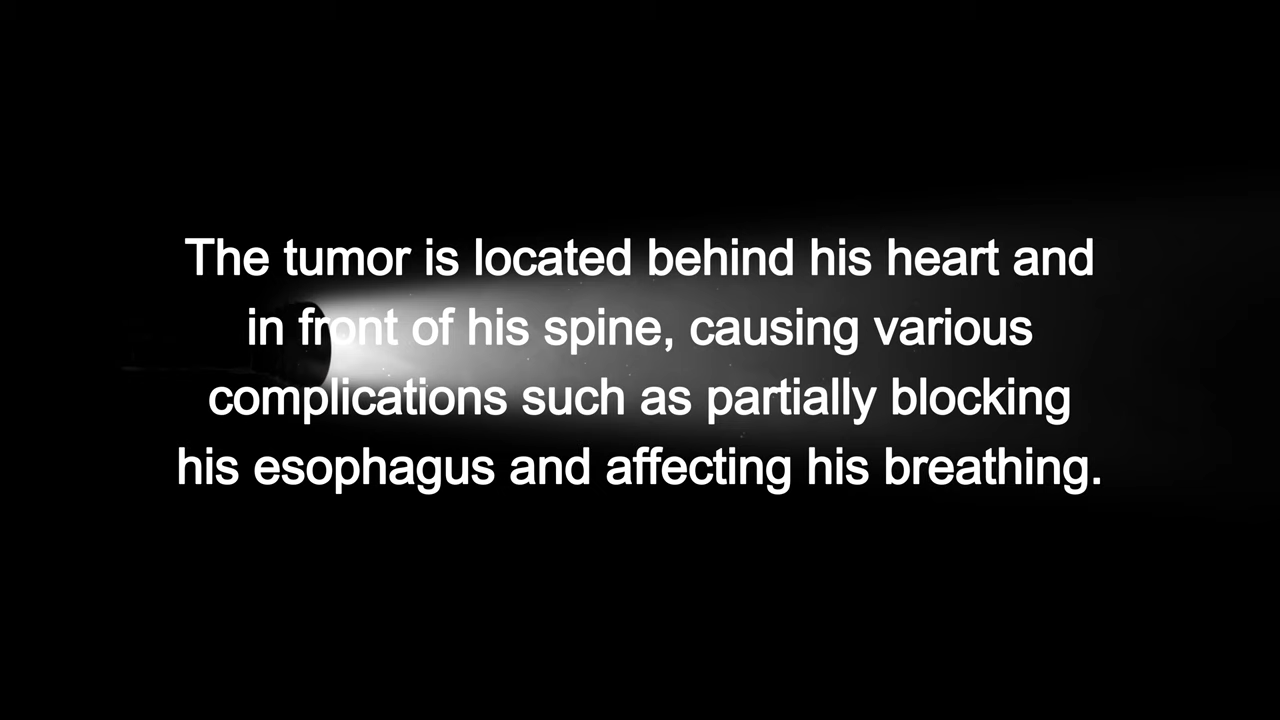 The tumor is located behind his heart and
in front of his spine, causing various
complications such as partially blocking
his esophagus and affecting his breathing.